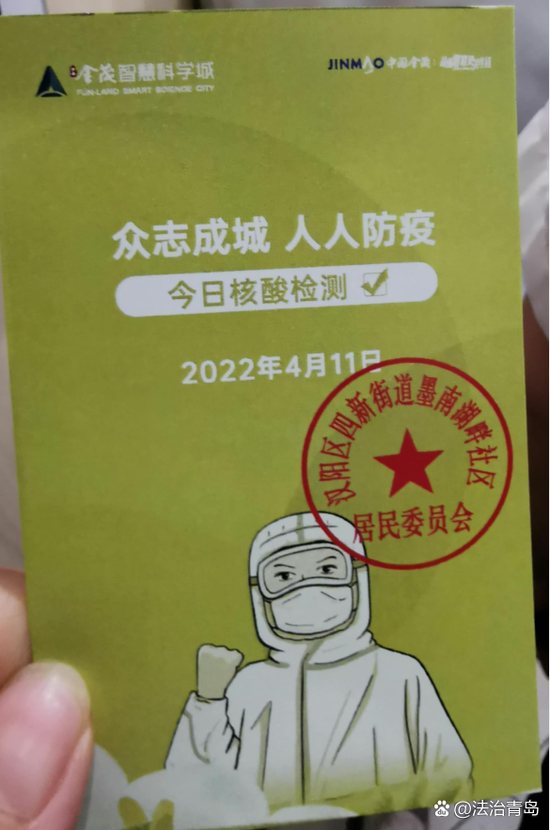 金茂智慧科学城
FUN-LAND SMART SCIENCE CITY
JINMAO 中国金茂
众志成城 人人防疫
今日核酸检测
2022年4月11日
汉阳区四新街道墨南湖畔社区
居民委员会
@法治青岛